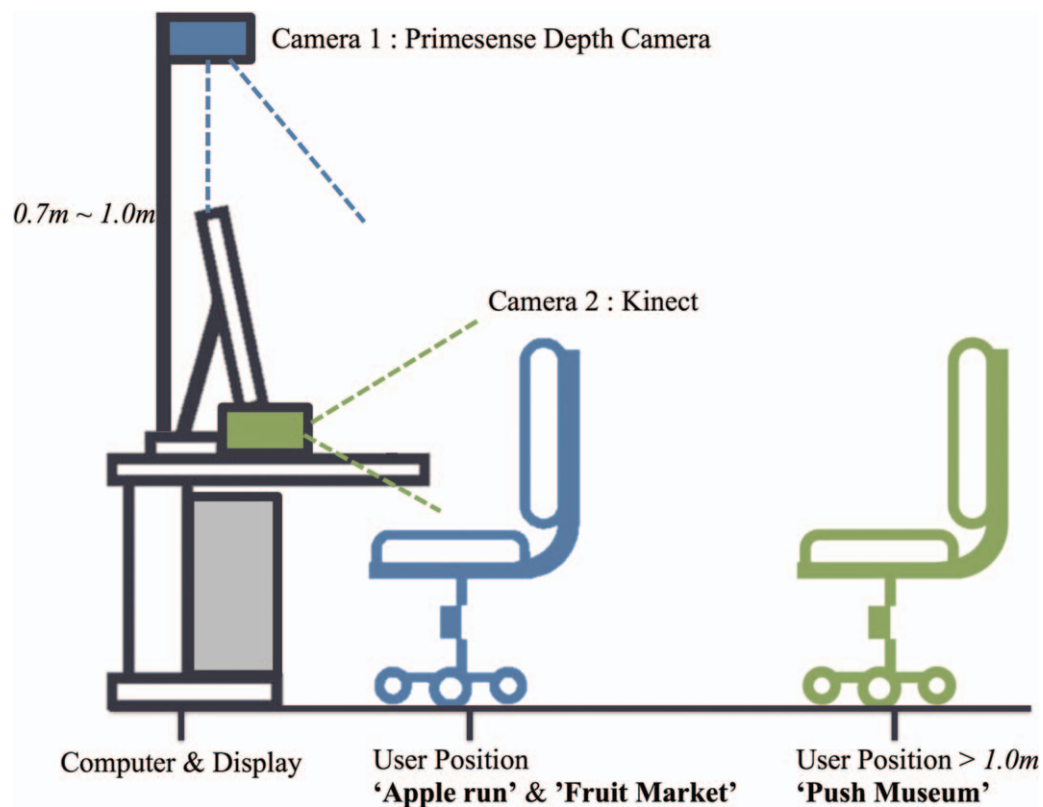 Camera 1 : Primesense Depth Camera
0.7m ~ 1.0m
Camera 2 : Kinect
Computer & Display
User Position
‘Apple run’ & ’Fruit Market’
User Position > 1.0m
‘Push Museum’